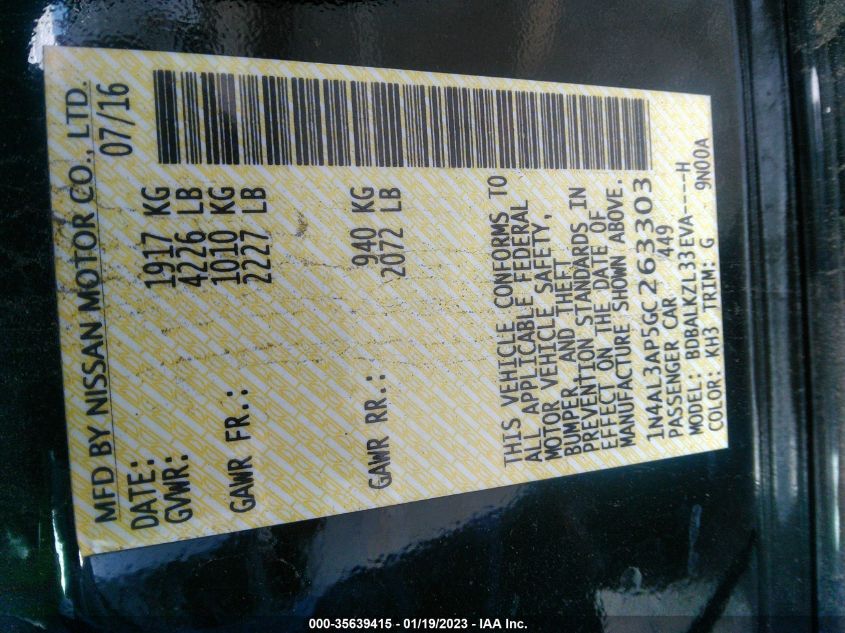 MFD BY NISSAN MOTOR CO., LTD.
DATE: 07/16
GVWR: 1917 KG
4226 LB
GAWR FR.: 1010 KG
2227 LB
GAWR RR.: 940 KG
2072 LB
THIS VEHICLE CONFORMS TO
ALL APPLICABLE FEDERAL
MOTOR VEHICLE SAFETY,
BUMPER, AND THEFT
PREVENTION STANDARDS IN
EFFECT ON THE DATE OF
MANUFACTURE SHOWN ABOVE.
1N4AL3AP5GC263303
PASSENGER CAR 449
MODEL: BDBALKZL33EVA----H
COLOR: KH3 TRIM: G 9N00A
000-35639415 - 01/19/2023 - IAA Inc.